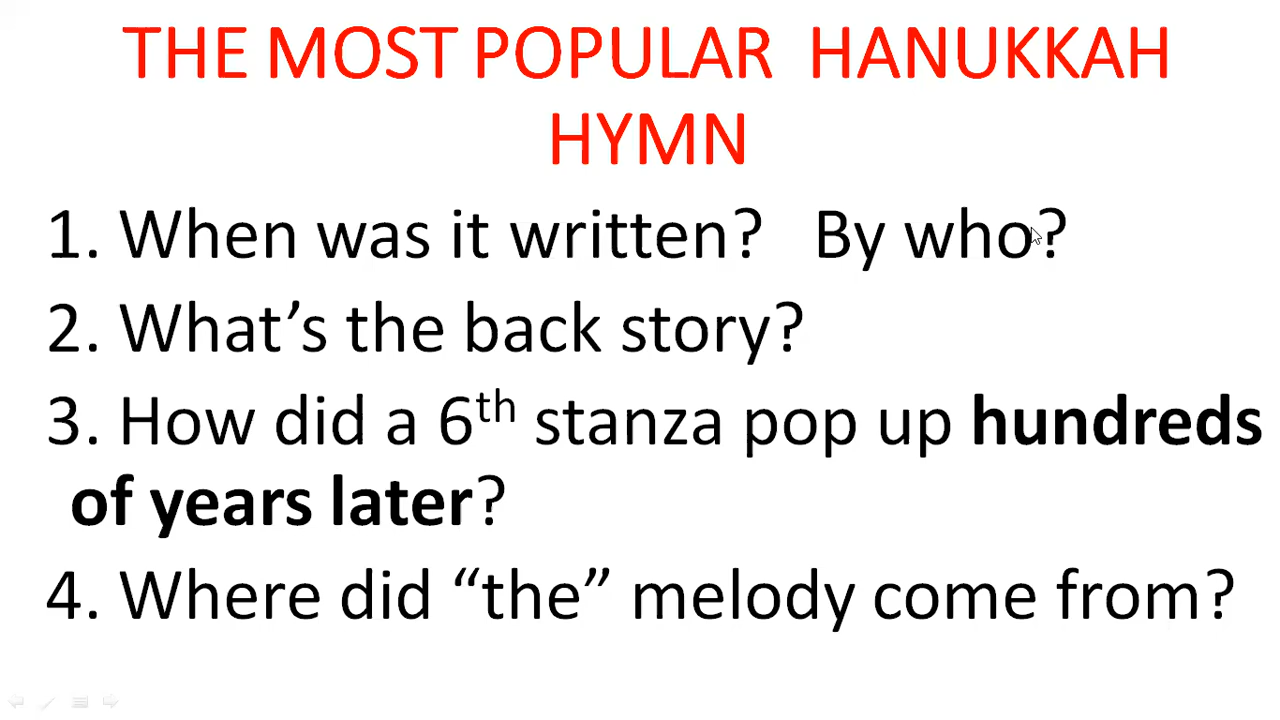 THE MOST POPULAR HANUKKAH
HYMN
1. When was it written? By who?
2. What’s the back story?
3. How did a 6th stanza pop up hundreds
of years later?
4. Where did “the” melody come from?